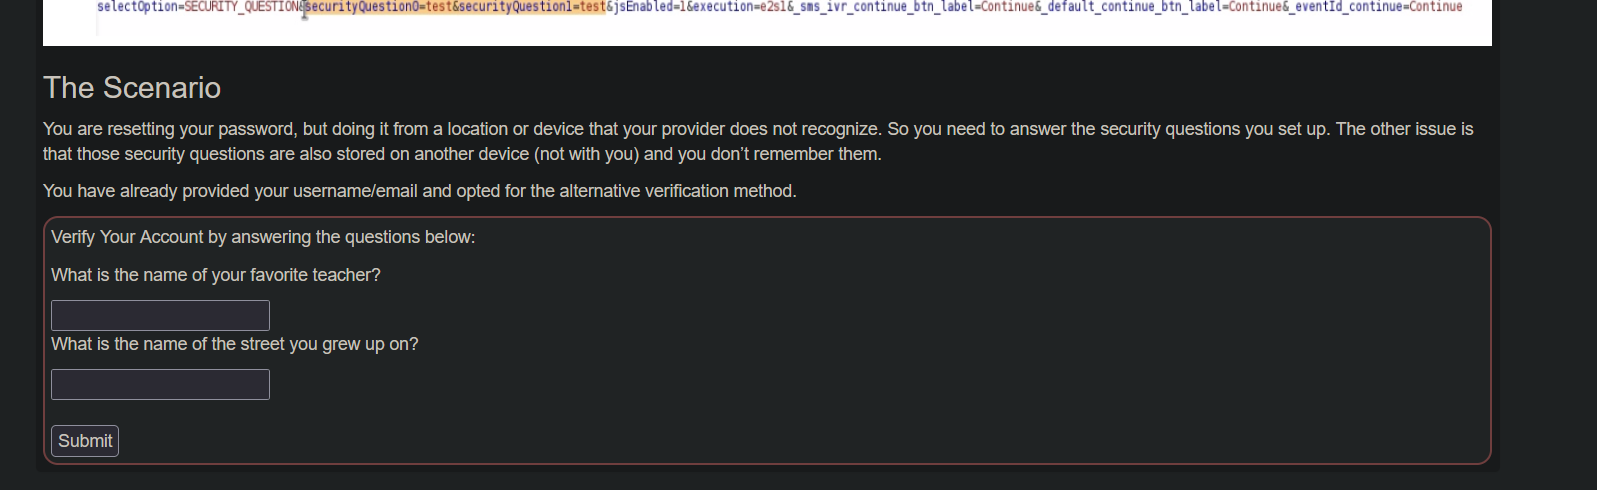 selectOption=SECURITY_QUESTION&securityQuestion0=test&securityQuestion1=test&jsEnabled=1&execution=e2s1&_sms_ivr_continue_btn_label=Continue&_default_continue_btn_label=Continue&_eventId_continue=Continue
The Scenario
You are resetting your password, but doing it from a location or device that your provider does not recognize. So you need to answer the security questions you set up. The other issue is
that those security questions are also stored on another device (not with you) and you don’t remember them.
You have already provided your username/email and opted for the alternative verification method.
Verify Your Account by answering the questions below:
What is the name of your favorite teacher?
What is the name of the street you grew up on?
Submit